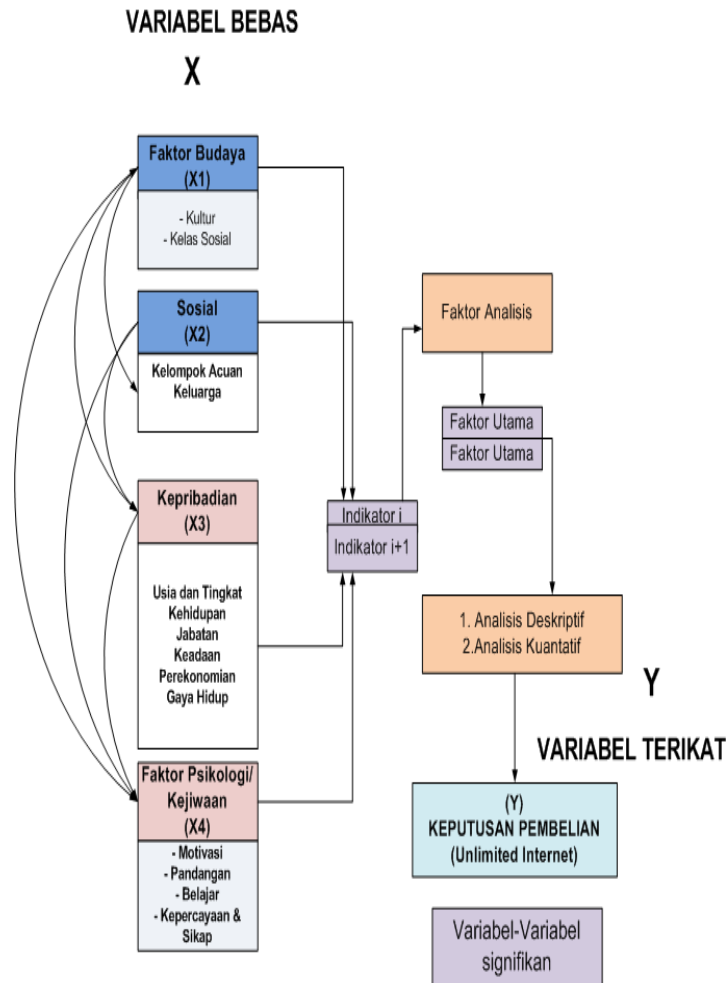 VARIABEL BEBAS
X
Faktor Budaya
(X1)
- Kultur
- Kelas Sosial
Sosial
(X2)
Kelompok Acuan
Keluarga
Kepribadian
(X3)
Usia dan Tingkat
Kehidupan
Jabatan
Keadaan
Perekonomian
Gaya Hidup
Faktor Psikologi/
Kejiwaan
(X4)
- Motivasi
- Pandangan
- Belajar
- Kepercayaan &
Sikap
Indikator i
Indikator i+1
Faktor Analisis
Faktor Utama
Faktor Utama
1. Analisis Deskriptif
2.Analisis Kuantatif
Y
VARIABEL TERIKAT
(Y)
KEPUTUSAN PEMBELIAN
(Unlimited Internet)
Variabel-Variabel
signifikan